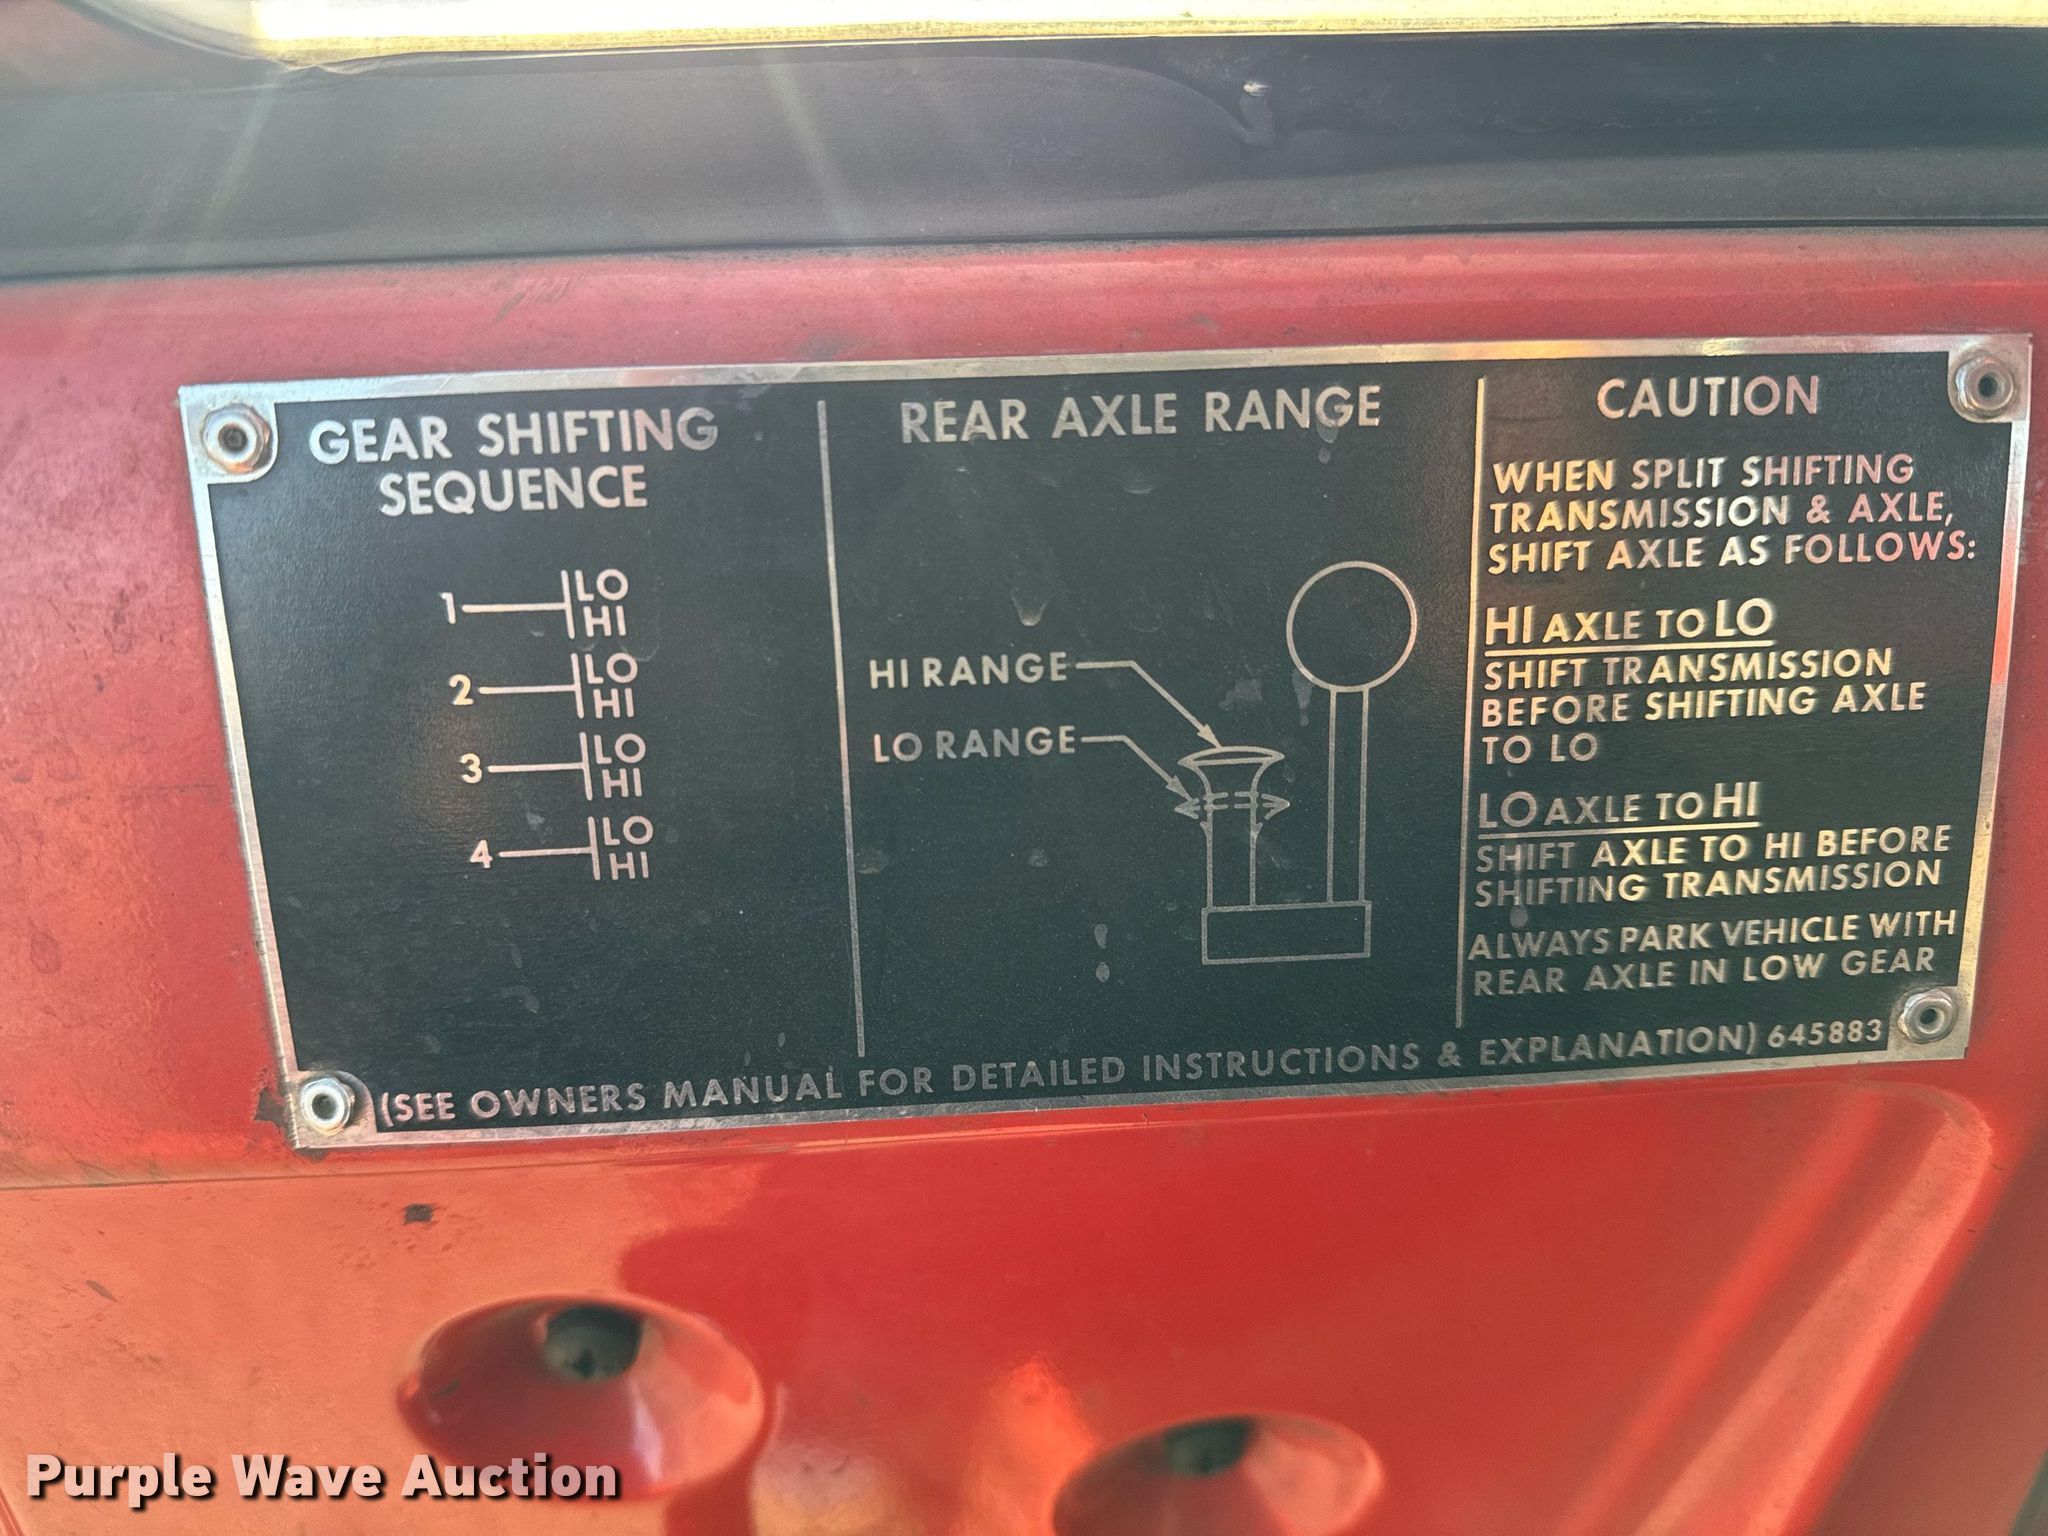 GEAR SHIFTING
SEQUENCE
1 LO
HI
2 LO
HI
3 LO
HI
4 LO
HI
REAR AXLE RANGE
HI RANGE
LO RANGE
CAUTION
WHEN SPLIT SHIFTING
TRANSMISSION & AXLE,
SHIFT AXLE AS FOLLOWS:
HI AXLE TO LO
SHIFT TRANSMISSION
BEFORE SHIFTING AXLE
TO LO
LO AXLE TO HI
SHIFT AXLE TO HI BEFORE
SHIFTING TRANSMISSION
ALWAYS PARK VEHICLE WITH
REAR AXLE IN LOW GEAR
(SEE OWNERS MANUAL FOR DETAILED INSTRUCTIONS & EXPLANATION) 645883
Purple Wave Auction